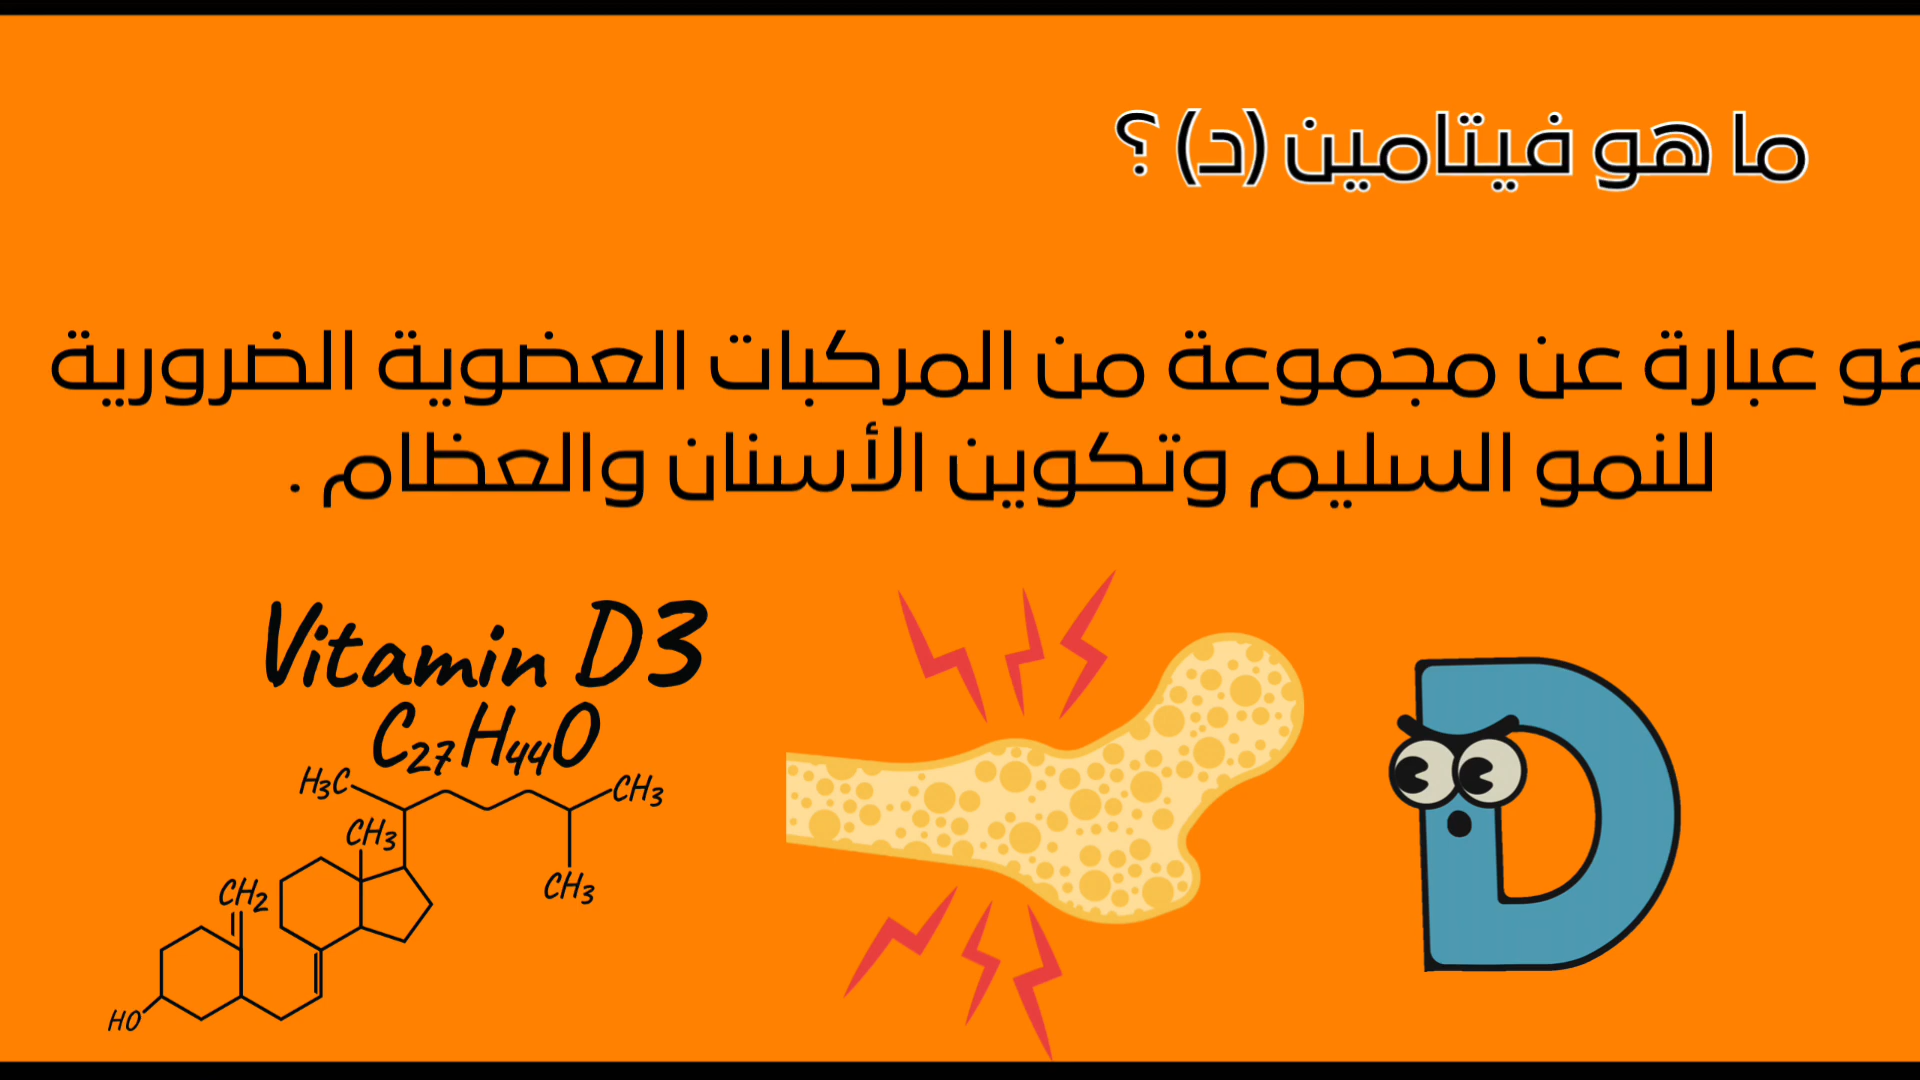 ما هو فيتامين (د) ؟
هو عبارة عن مجموعة من المركبات العضوية الضرورية
للنمو السليم وتكوين الأسنان والعظام .
Vitamin D3
C₂₇H₄₄O
H₃C
CH₃
CH₃
CH₃
CH₂
HO
D